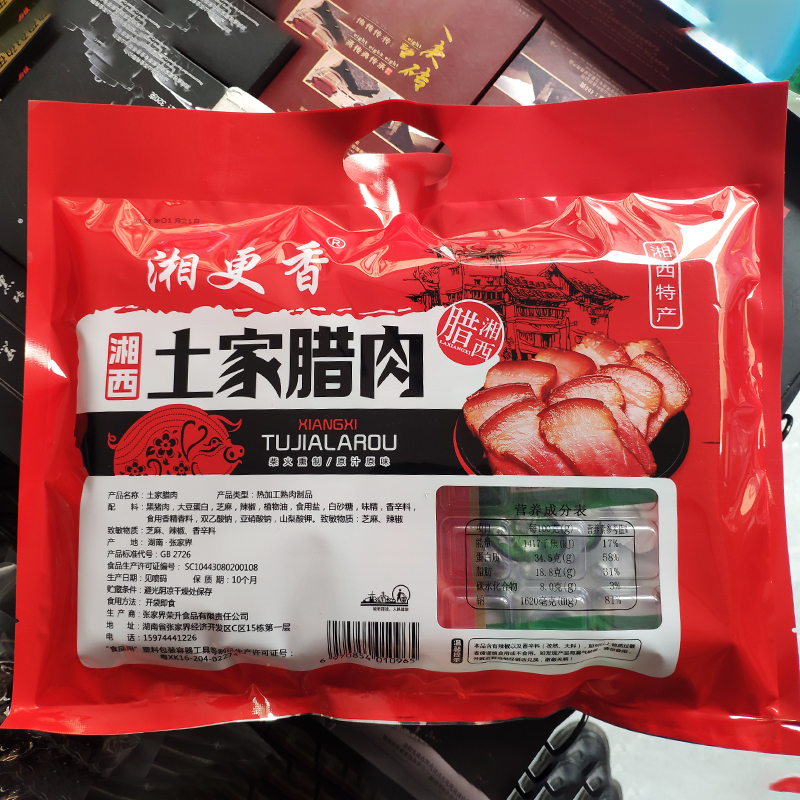 湘更香®
湘西特产
湘西
土家腊肉
腊湘西
LAXIANGXI
XIANGXI
TUJIALAROU
柴火熏制/原汁原味
产品名称：土家腊肉 产品类型：热加工熟肉制品
配 料：黑猪肉，大豆蛋白，芝麻，辣椒，植物油，食用盐，白砂糖，味精，香辛料，
食用香精香料，双乙酸钠，亚硝酸钠，山梨酸钾。致敏物质：芝麻、辣椒
致敏物质：芝麻、辣椒、香辛料
产 地：湖南·张家界
产品标准代号：GB 2726
食品生产许可证编号：SC10443080200108
生产日期：见喷码 保质期：10个月
贮藏条件：避光阴凉干燥处保存
食用方法：开袋即食
生产商：张家界荣升食品有限责任公司
地址：湖南省张家界经济开发区C区15栋第一层
电话：15974441226
营养成分表
每100克(g)
1417千焦(kJ) 17%
蛋白质 34.5克(g) 58%
脂肪 18.8克(g) 31%
碳水化合物 8.0克(g) 3%
钠 1620毫克(mg) 81%